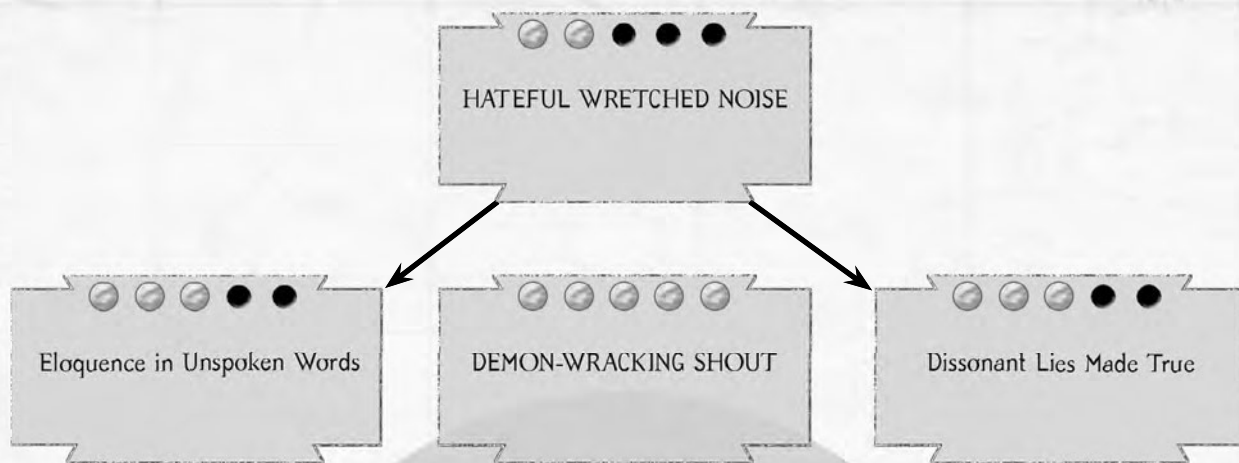 HATEFUL WRETCHED NOISE
Eloquence in Unspoken Words
DEMON-WRACKING SHOUT
Dissonant Lies Made True